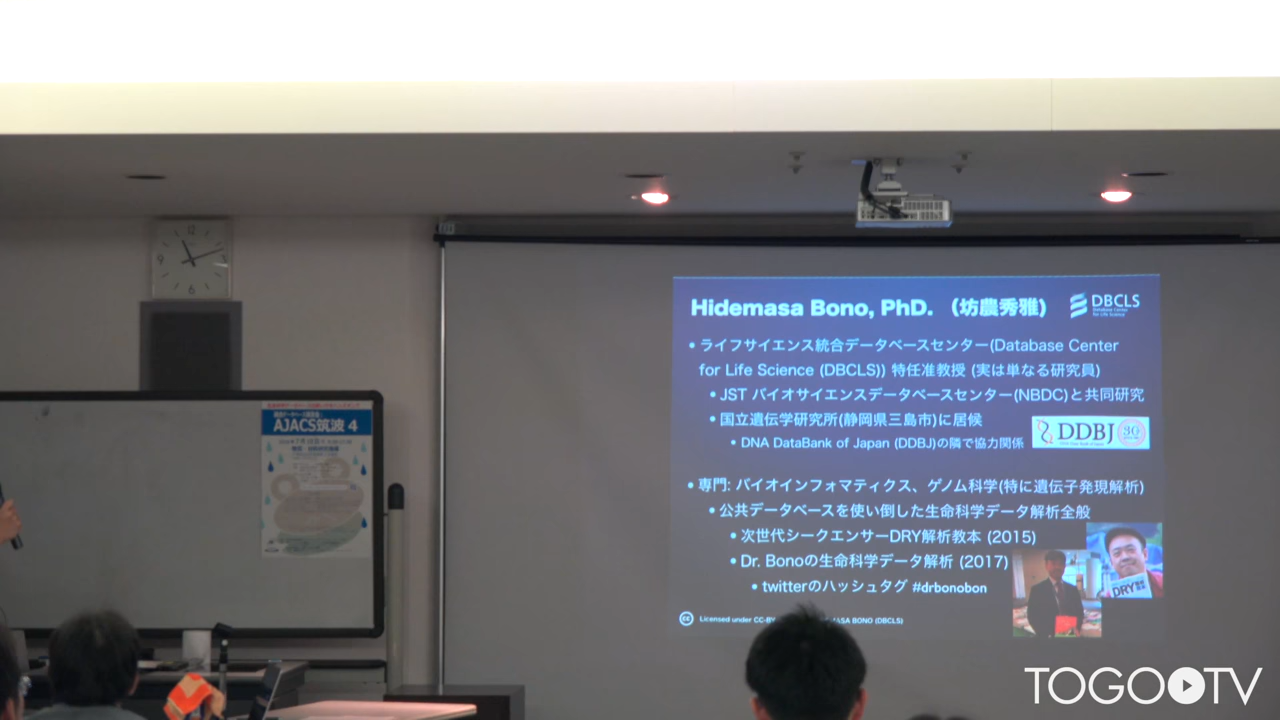 Hidemasa Bono, PhD. (坊農秀雅)
DBCLS
Database Center
for Life Science
• ライフサイエンス統合データベースセンター(Database Center
for Life Science (DBCLS)) 特任准教授 (実は単なる研究員)
• JST バイオサイエンスデータベースセンター(NBDC)と共同研究
• 国立遺伝学研究所(静岡県三島市)に居候
• DNA DataBank of Japan (DDBJ)の隣で協力関係
DDBJ
30
• 専門: バイオインフォマティクス、ゲノム科学(特に遺伝子発現解析)
• 公共データベースを使い倒した生命科学データ解析全般
• 次世代シークエンサーDRY解析教本 (2015)
• Dr. Bonoの生命科学データ解析 (2017)
• twitterのハッシュタグ #drbonobon
DRY
Licensed under CC-BY MASA BONO (DBCLS)
AJACS筑波 4
12
6
TOGO TV